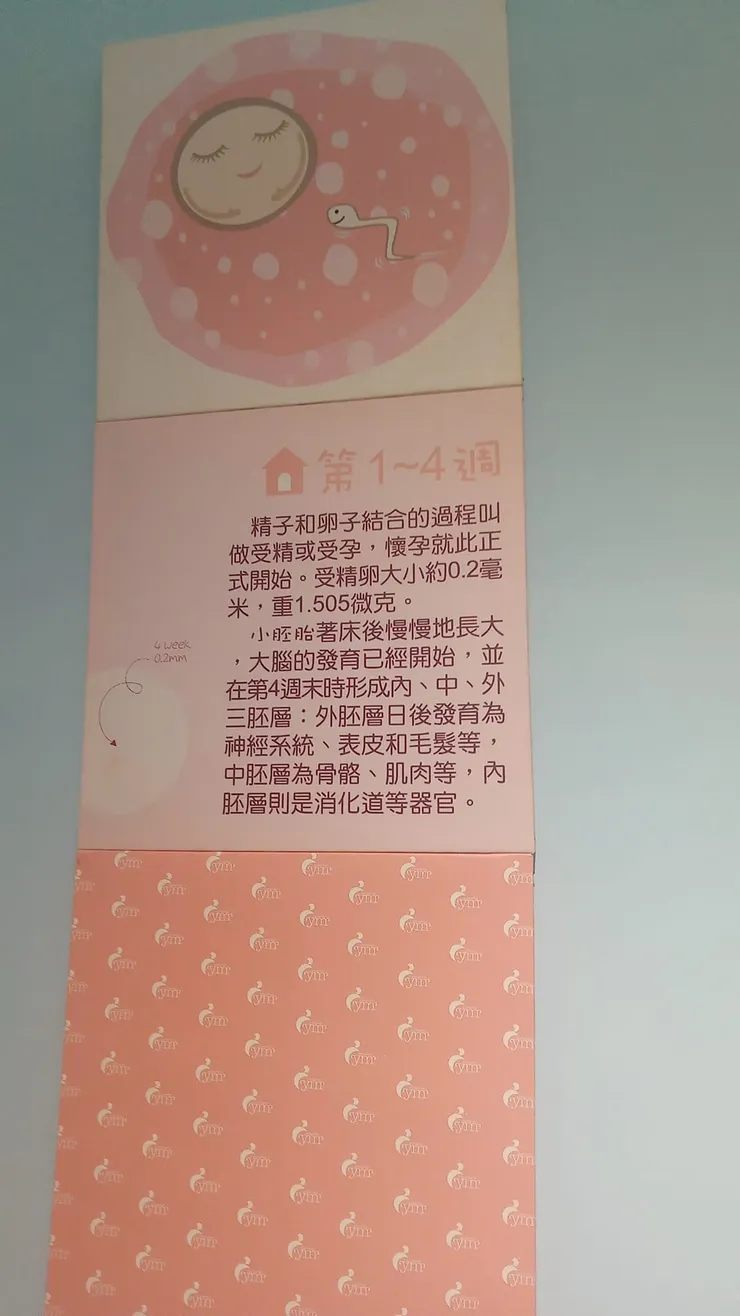 第1~4週
精子和卵子結合的過程叫
做受精或受孕，懷孕就此正
式開始。受精卵大小約0.2毫
米，重1.505微克。
小胚胎著床後慢慢地長大
，大腦的發育已經開始，並
在第4週末時形成內、中、外
三胚層：外胚層日後發育為
神經系統、表皮和毛髮等，
中胚層為骨骼、肌肉等，內
胚層則是消化道等器官。
4 week
0.2mm